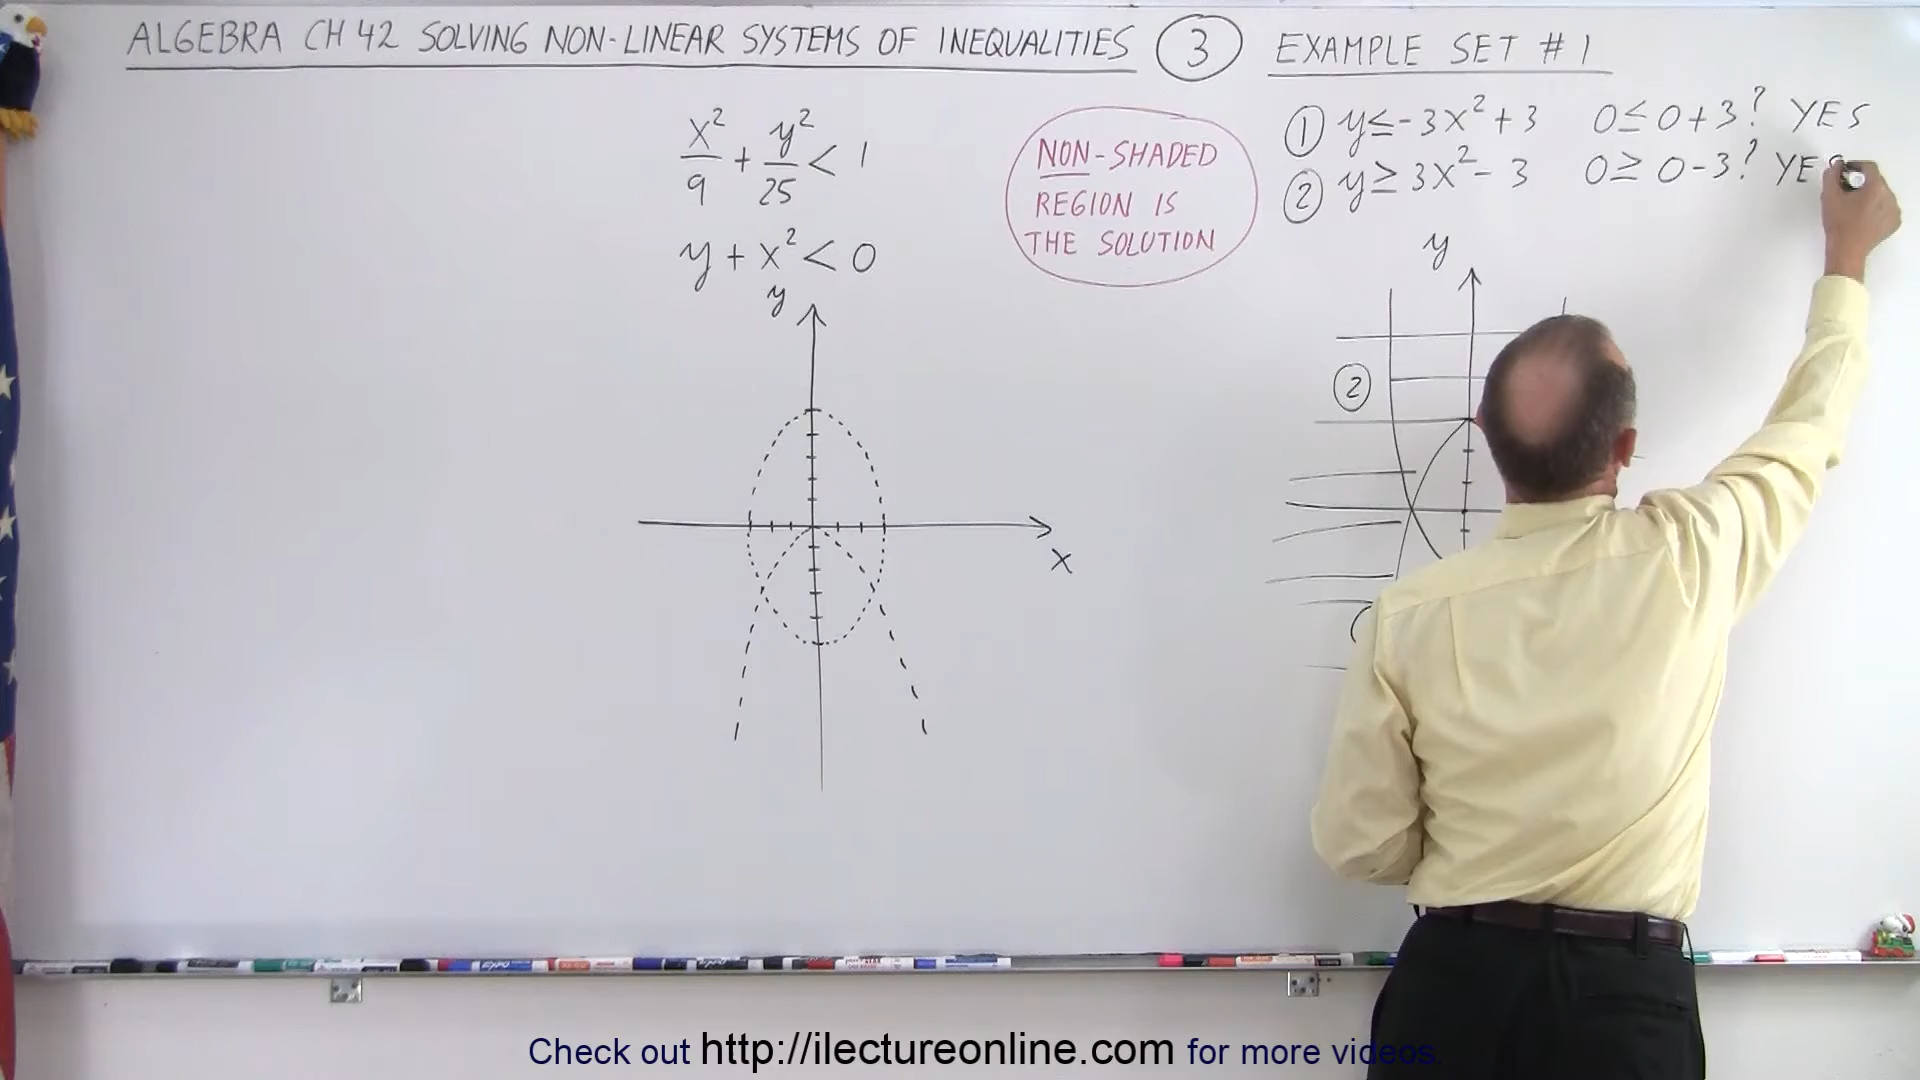 ALGEBRA CH 42 SOLVING NON-LINEAR SYSTEMS OF INEQUALITIES ③ EXAMPLE SET #1
x²/9 + y²/25 < 1
y + x² < 0
y
x
NON-SHADED
REGION IS
THE SOLUTION
① y ≤ -3x² + 3 0 ≤ 0 + 3? YES
② y ≥ 3x² - 3 0 ≥ 0 - 3? YES
y
②
EXPO
Check out http://ilectureonline.com for more videos.